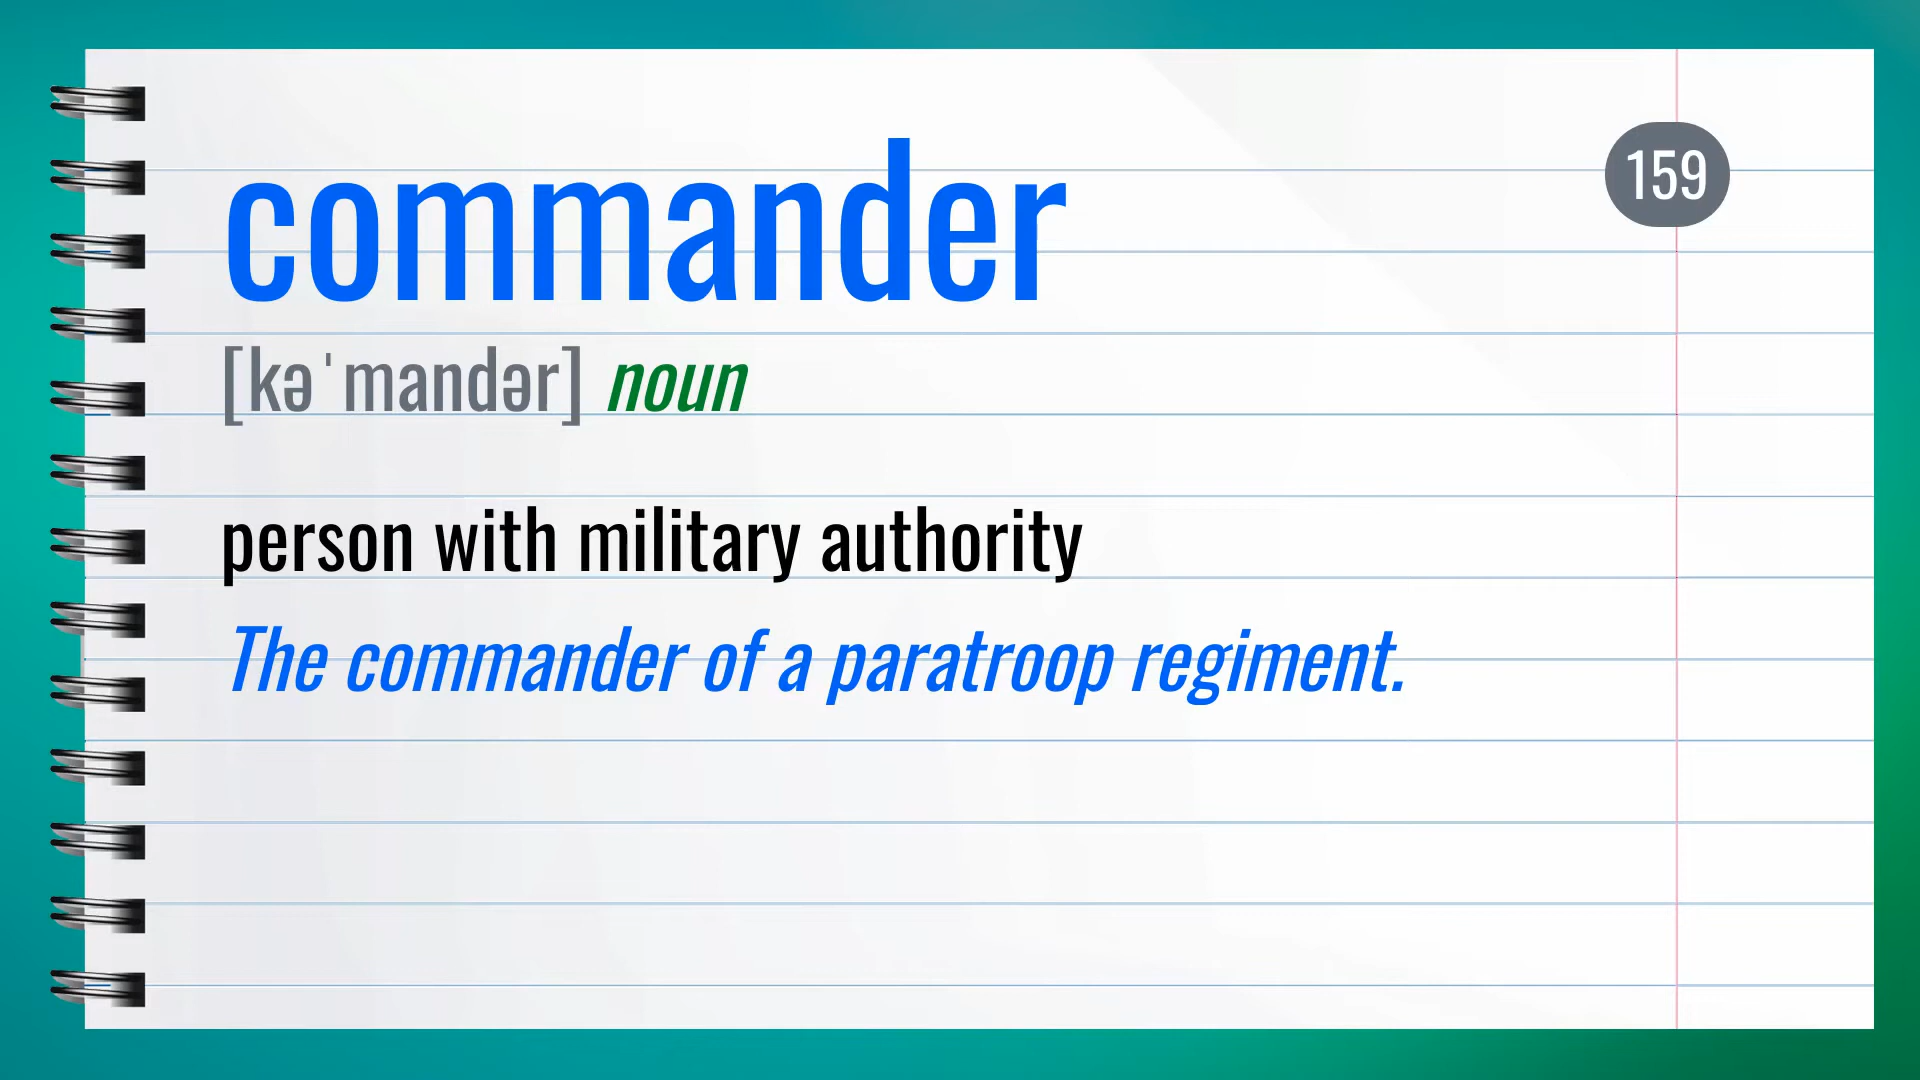 commander
159
[kəˈmandər] noun
person with military authority
The commander of a paratroop regiment.